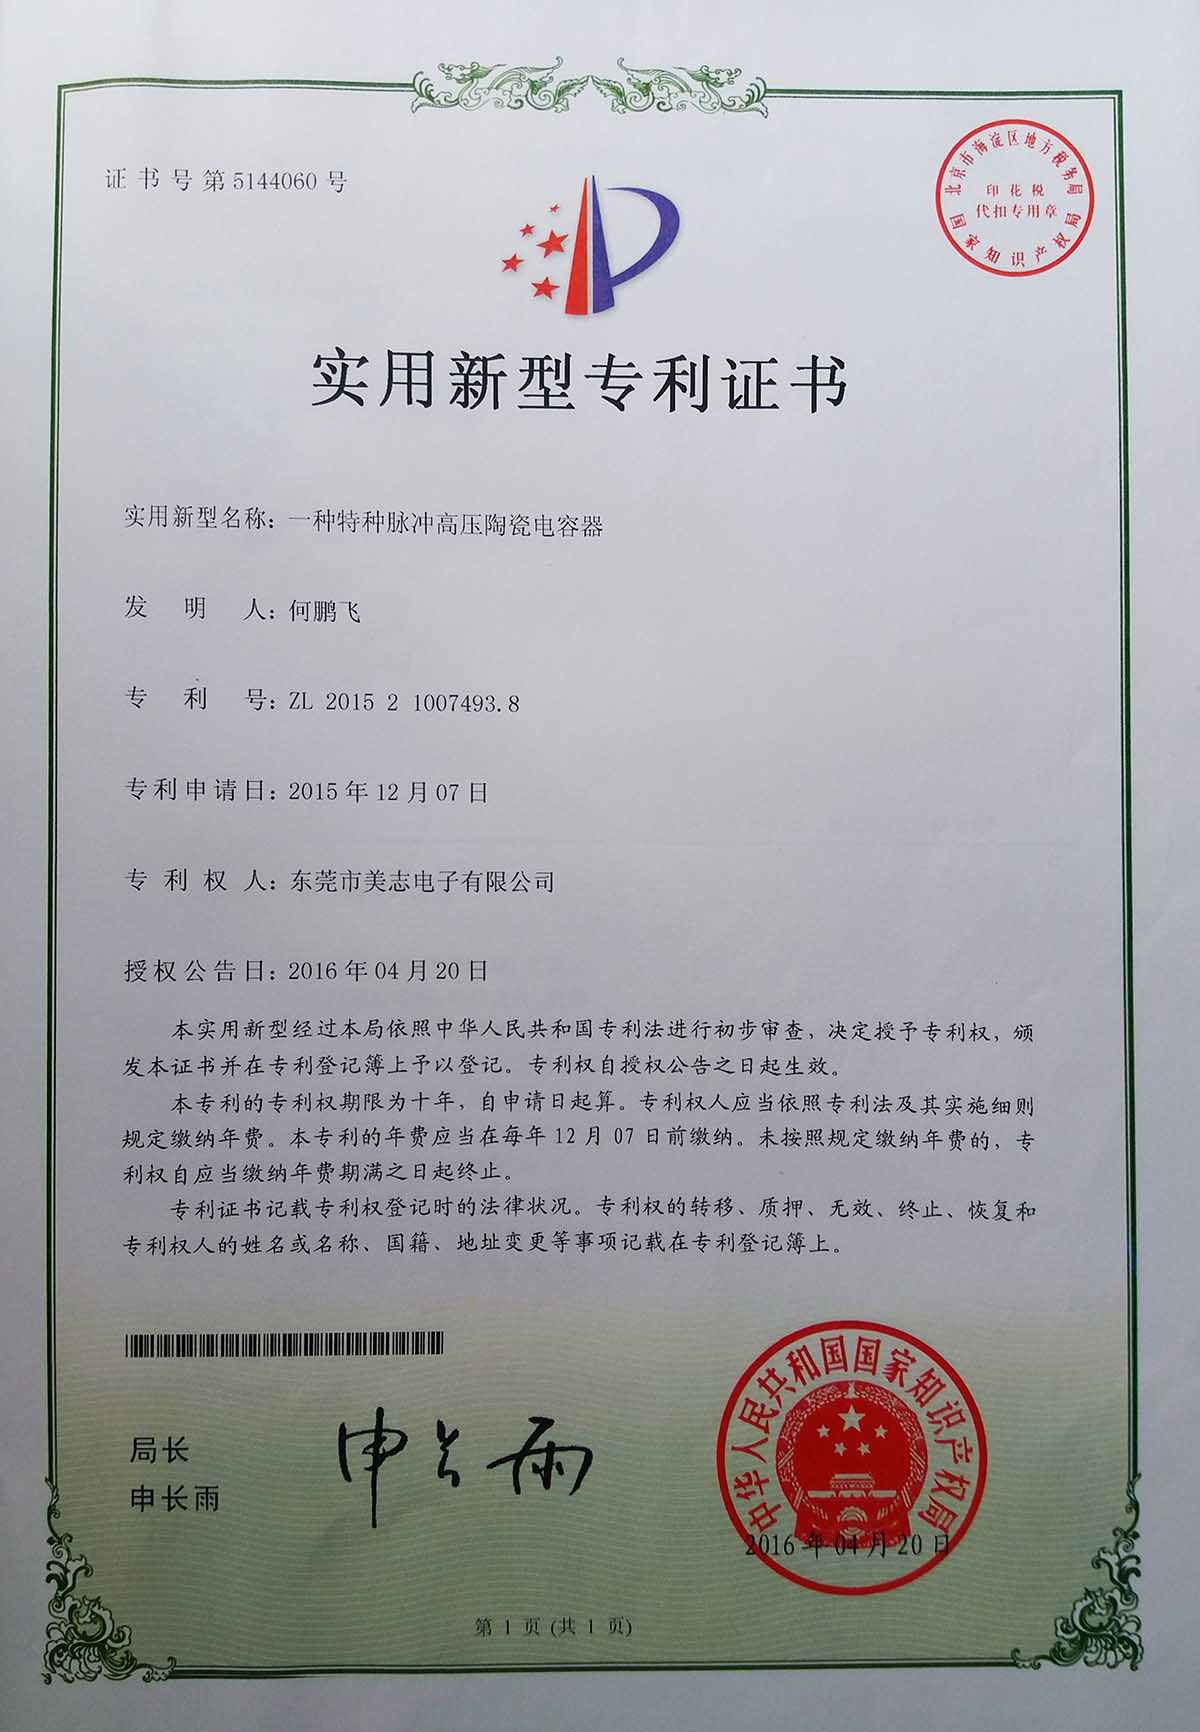 证书号第5144060号
北京市海淀区地方税务局
印花税
代扣专用章
国家知识产权局
实用新型专利证书
实用新型名称：一种特种脉冲高压陶瓷电容器
发明人：何鹏飞
专利号：ZL 2015 2 1007493.8
专利申请日：2015年12月07日
专利权人：东莞市美志电子有限公司
授权公告日：2016年04月20日
本实用新型经过本局依照中华人民共和国专利法进行初步审查，决定授予专利权，颁
发本证书并在专利登记簿上予以登记。专利权自授权公告之日起生效。
本专利的专利权期限为十年，自申请日起算。专利权人应当依照专利法及其实施细则
规定缴纳年费。本专利的年费应当在每年12月07日前缴纳。未按照规定缴纳年费的，专
利权自应当缴纳年费期满之日起终止。
专利证书记载专利权登记时的法律状况。专利权的转移、质押、无效、终止、恢复和
专利权人的姓名或名称、国籍、地址变更等事项记载在专利登记簿上。
局长
申长雨
申长雨
中华人民共和国国家知识产权局
2016年04月20日
第1页(共1页)